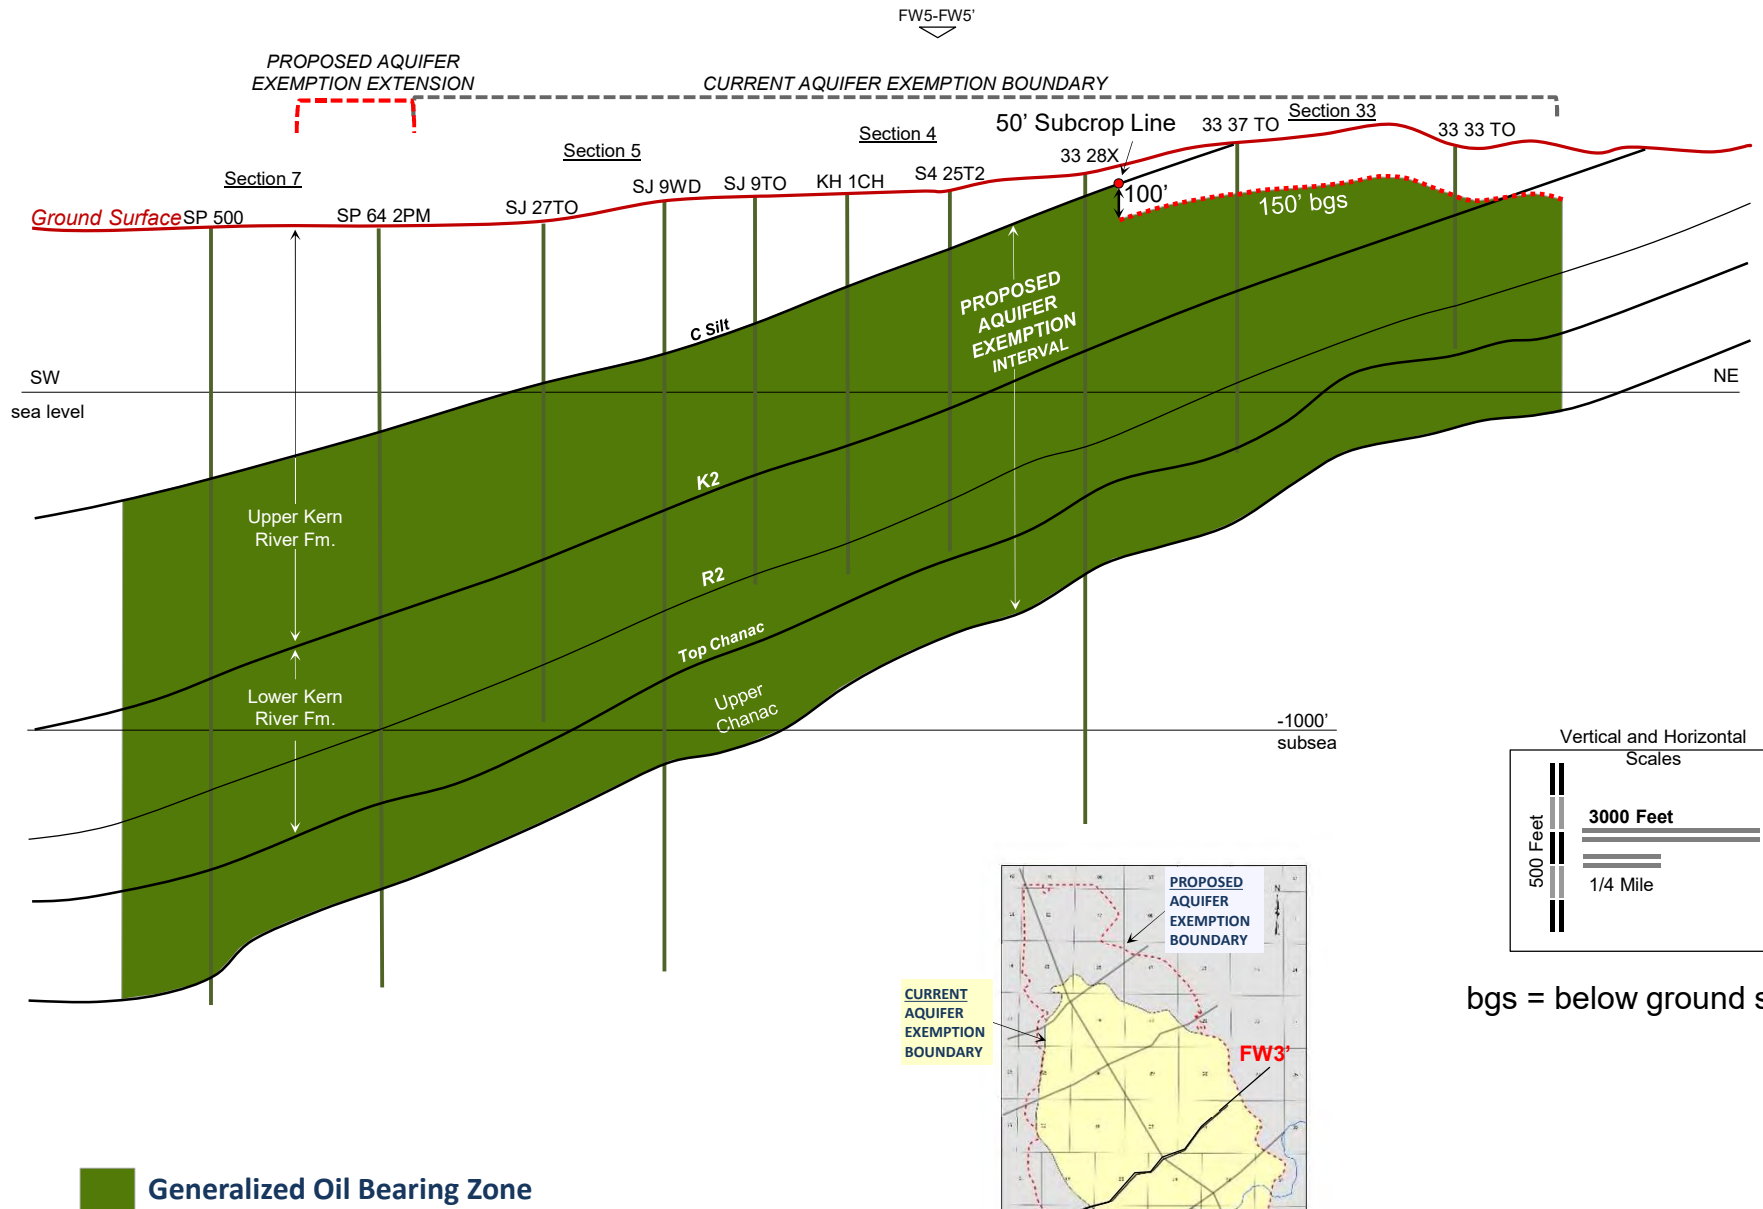 FW5-FW5'
PROPOSED AQUIFER
EXEMPTION EXTENSION
CURRENT AQUIFER EXEMPTION BOUNDARY
Section 33
50' Subcrop Line
33 37 TO
33 33 TO
Section 4
Section 5
33 28X
Section 7
S4 25T2
KH 1CH
SJ 9TO
SJ 9WD
100'
150' bgs
SJ 27TO
Ground Surface
SP 500
SP 64 2PM
PROPOSED
AQUIFER
EXEMPTION
INTERVAL
C Silt
SW
NE
sea level
K2
Upper Kern
River Fm.
R2
Top Chanac
Lower Kern
River Fm.
Upper
Chanac
-1000'
subsea
Vertical and Horizontal
Scales
500 Feet
3000 Feet
1/4 Mile
PROPOSED
AQUIFER
EXEMPTION
BOUNDARY
N
CURRENT
AQUIFER
EXEMPTION
BOUNDARY
bgs = below ground s
FW3'
Generalized Oil Bearing Zone